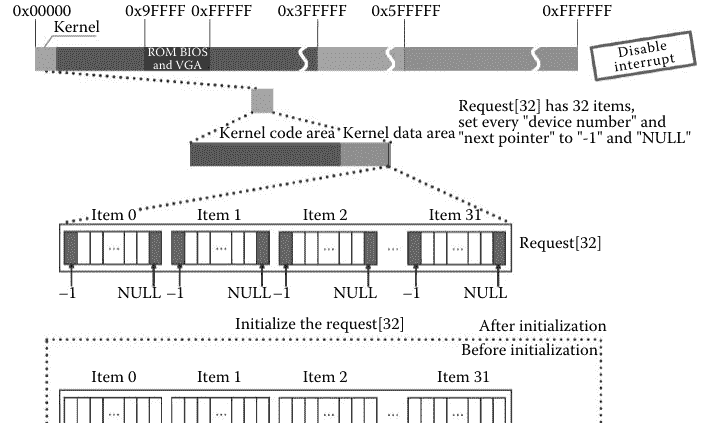 0x00000 0x9FFFF 0xFFFFF 0x3FFFFF 0x5FFFFF 0xFFFFFF
Kernel
ROM BIOS
and VGA
Disable
interrupt
Request[32] has 32 items,
set every "device number" and
"next pointer" to "-1" and "NULL"
Kernel code area Kernel data area
Item 0 Item 1 Item 2 Item 31
... ... ... ... ...
Request[32]
–1 NULL –1 NULL –1 NULL –1 NULL
Initialize the request[32]
After initialization
Before initialization
Item 0 Item 1 Item 2 Item 31
... ... ... ... ...